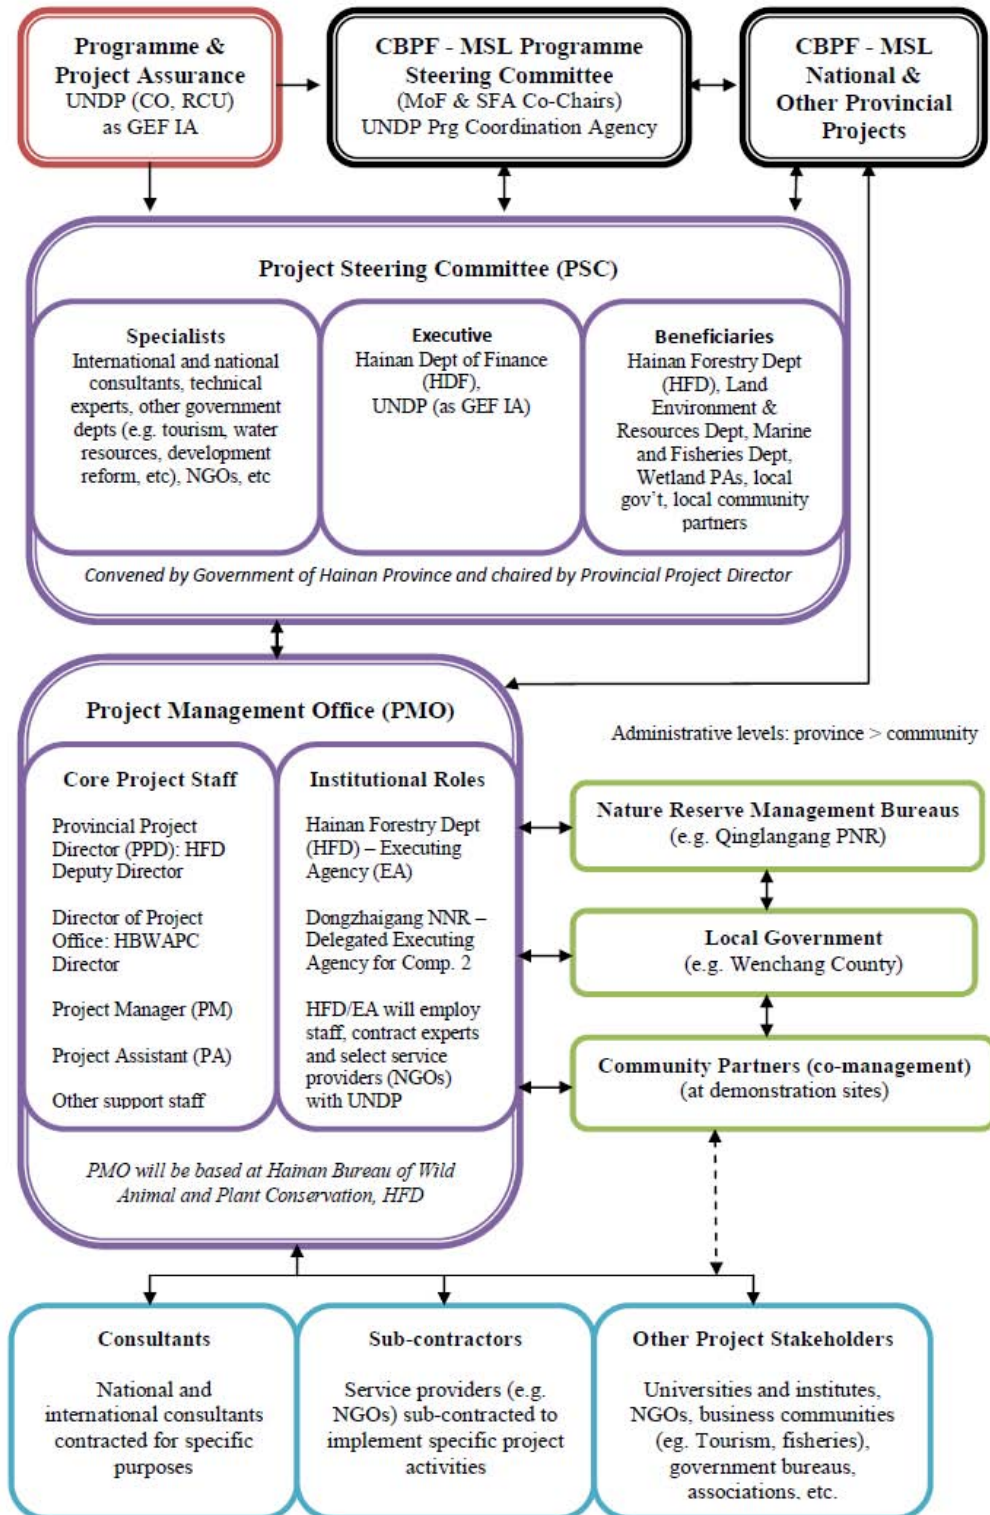 Programme &
Project Assurance
UNDP (CO, RCU)
as GEF IA
CBPF - MSL Programme
Steering Committee
(MoF & SFA Co-Chairs)
UNDP Prg Coordination Agency
CBPF - MSL
National &
Other Provincial
Projects
Project Steering Committee (PSC)
Specialists
International and national
consultants, technical
experts, other government
depts (e.g. tourism, water
resources, development
reform, etc), NGOs, etc
Executive
Hainan Dept of Finance
(HDF),
UNDP (as GEF IA)
Beneficiaries
Hainan Forestry Dept
(HFD), Land
Environment &
Resources Dept, Marine
and Fisheries Dept,
Wetland PAs, local
gov't, local community
partners
Convened by Government of Hainan Province and chaired by Provincial Project Director
Project Management Office (PMO)
Core Project Staff
Provincial Project
Director (PPD): HFD
Deputy Director
Director of Project
Office: HBWAPC
Director
Project Manager (PM)
Project Assistant (PA)
Other support staff
Institutional Roles
Hainan Forestry Dept
(HFD) – Executing
Agency (EA)
Dongzhaigang NNR –
Delegated Executing
Agency for Comp. 2
HFD/EA will employ
staff, contract experts
and select service
providers (NGOs)
with UNDP
PMO will be based at Hainan Bureau of Wild
Animal and Plant Conservation, HFD
Administrative levels: province > community
Nature Reserve Management Bureaus
(e.g. Qinglangang PNR)
Local Government
(e.g. Wenchang County)
Community Partners (co-management)
(at demonstration sites)
Consultants
National and
international consultants
contracted for specific
purposes
Sub-contractors
Service providers (e.g.
NGOs) sub-contracted to
implement specific project
activities
Other Project Stakeholders
Universities and institutes,
NGOs, business communities
(eg. Tourism, fisheries),
government bureaus,
associations, etc.